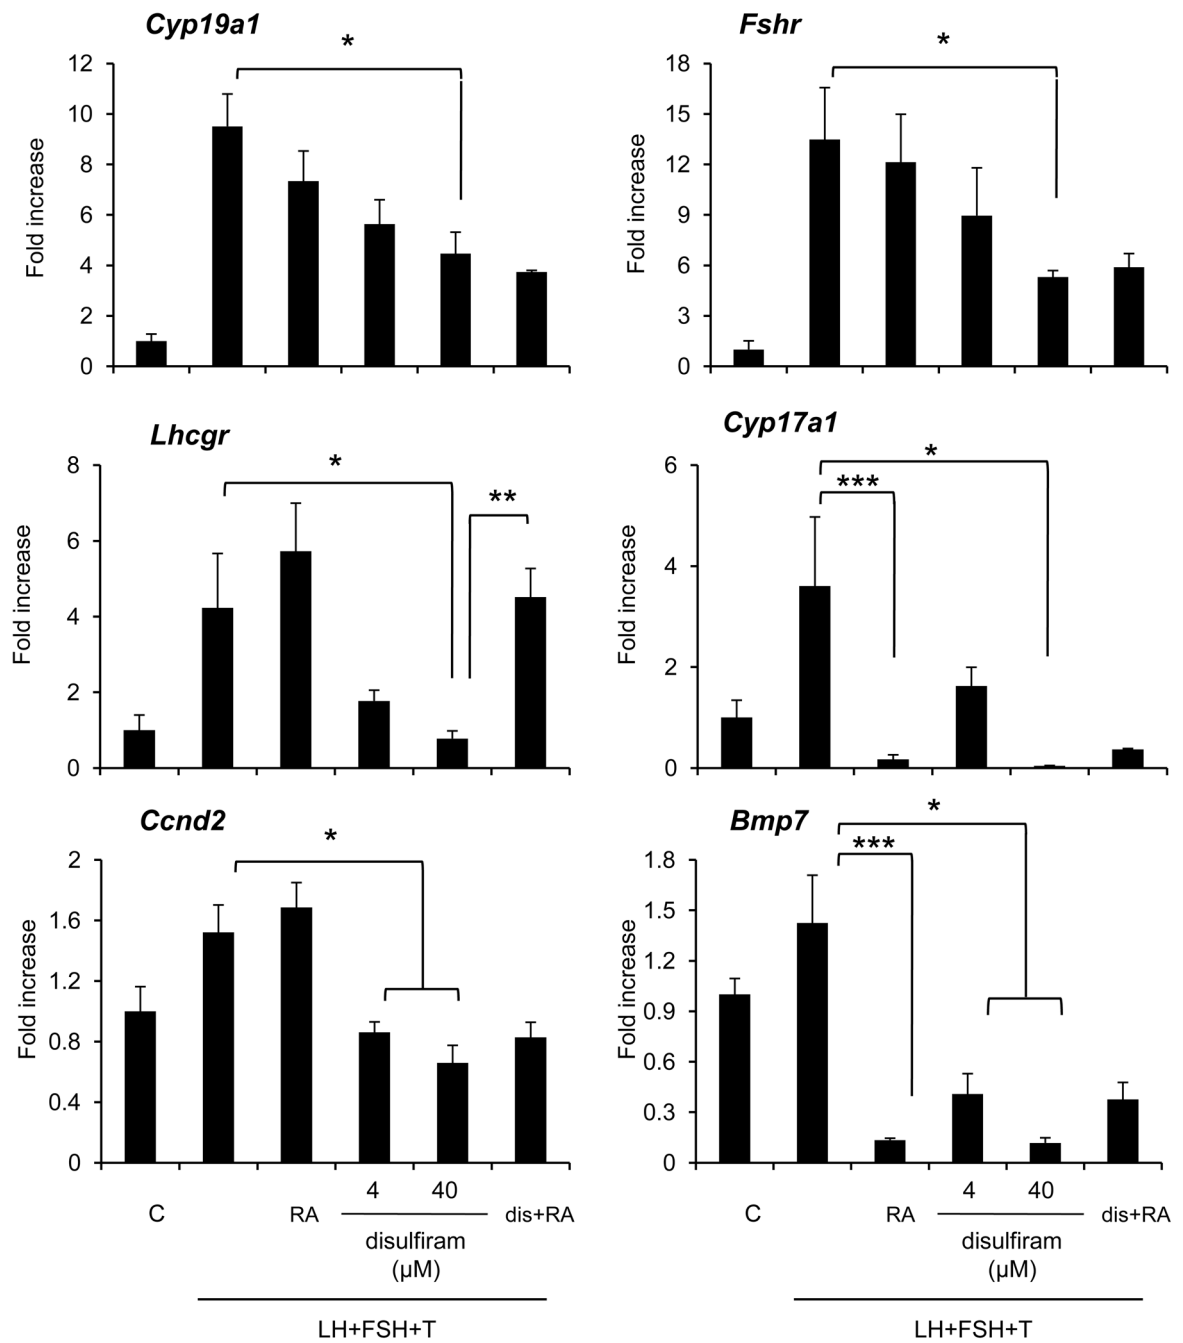 Cyp19a1
*
12
10
8
6
4
2
0
Fold increase
Fshr
*
18
15
12
9
6
3
0
Fold increase
Lhcgr
*
**
8
6
4
2
0
Fold increase
Cyp17a1
*
***
6
4
2
0
Fold increase
Ccnd2
*
2
1.6
1.2
0.8
0.4
0
Fold increase
Bmp7
*
***
1.8
1.5
1.2
0.9
0.6
0.3
0
Fold increase
4 40
C RA dis+RA
disulfiram
(µM)
LH+FSH+T
4 40
C RA dis+RA
disulfiram
(µM)
LH+FSH+T